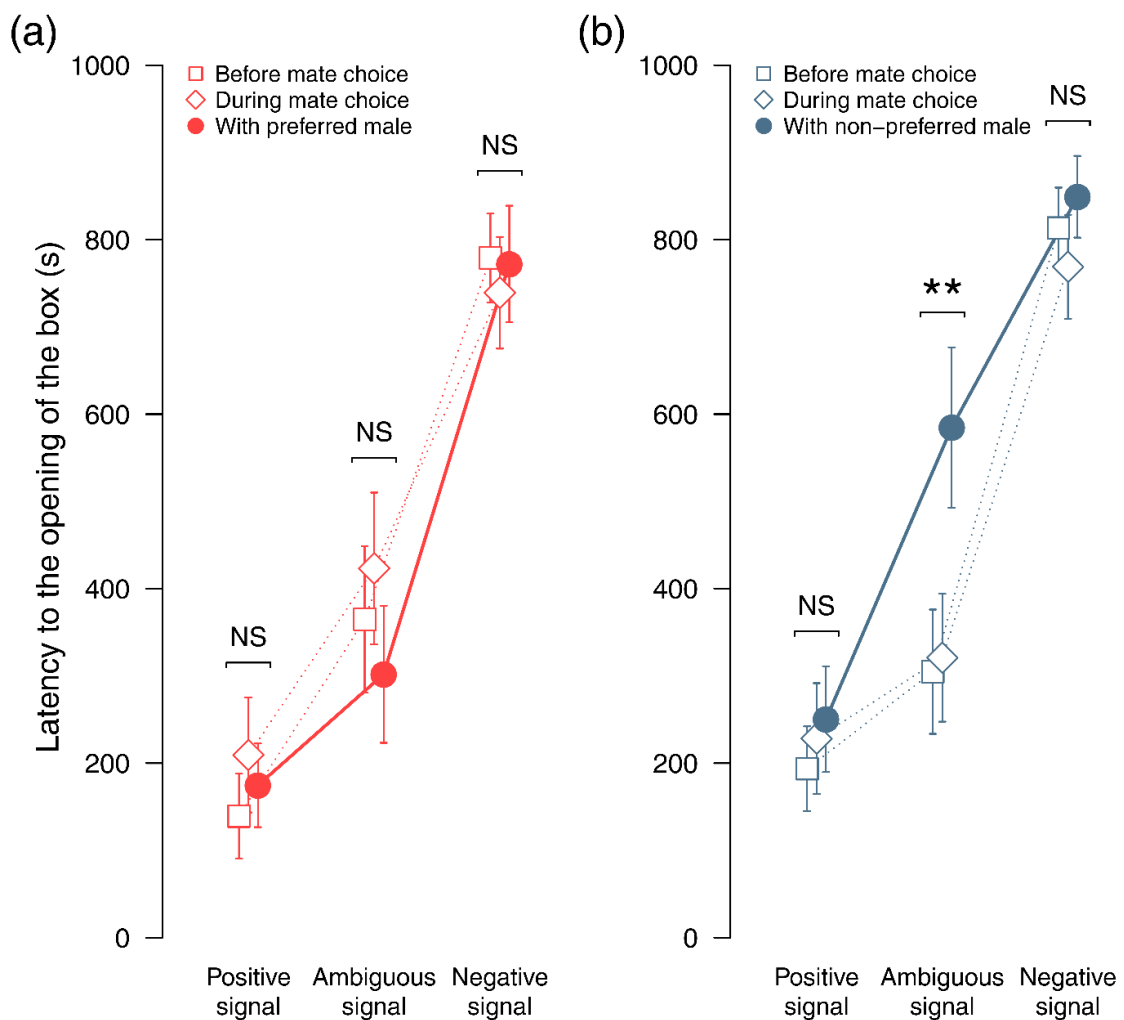 (a)
Latency to the opening of the box (s)
1000
800
600
400
200
0
Before mate choice
During mate choice
With preferred male
NS
NS
NS
Positive
signal
Ambiguous
signal
Negative
signal
(b)
1000
800
600
400
200
0
Before mate choice
During mate choice
With non−preferred male
NS
**
NS
Positive
signal
Ambiguous
signal
Negative
signal